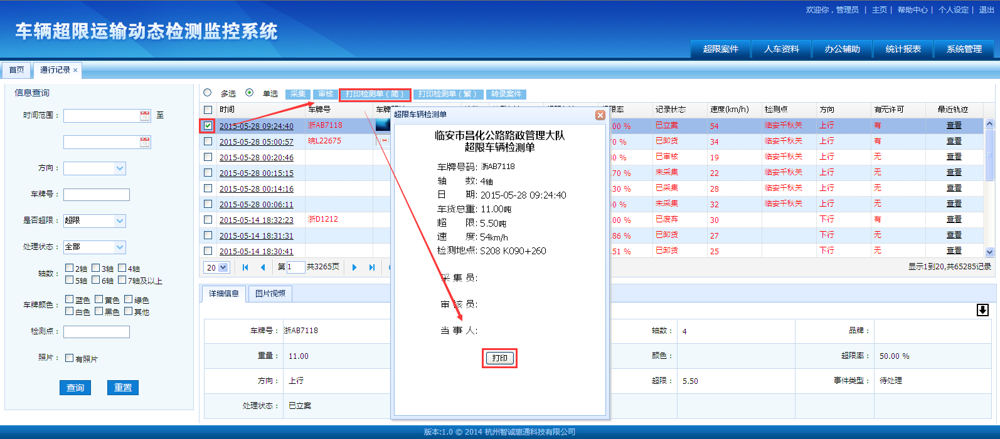 欢迎你，管理员 | 主页 | 帮助中心 | 个人设定 | 退出
车辆超限运输动态检测监控系统
超限案件 人车资料 办公辅助 统计报表 系统管理
首页 通行记录 ×
信息查询
时间范围： 至
方向：
车牌号：
是否超限： 超限
处理状态： 全部
轴数： 2轴 3轴 4轴
5轴 6轴 7轴及以上
车牌颜色： 蓝色 黄色 绿色
白色 黑色 其他
检测点：
照片： 有照片
查询 重置
多选 单选 采集 审核 打印检测单（简） 打印检测单（繁） 转录案件
时间 车牌号 车牌 率 记录状态 速度(km/h) 检测点 方向 有无许可 最近轨迹
2015-05-28 09:24:40 浙AB7118 .00 % 已立案 54 临安千秋关 上行 有 查看
2015-05-28 05:00:57 皖L22675 0 % 已卸货 34 临安千秋关 上行 有 查看
2015-05-28 00:20:46 0 % 已审核 19 临安千秋关 上行 无 查看
2015-05-28 00:15:15 .70 % 未采集 22 临安千秋关 上行 无 查看
2015-05-28 00:14:16 .30 % 已采集 28 临安千秋关 上行 无 查看
2015-05-28 00:06:11 0 % 未采集 32 临安千秋关 上行 无 查看
2015-05-14 18:32:23 浙D1212 .00 % 已废弃 30 下行 有 查看
2015-05-14 18:31:31 .86 % 已卸货 27 下行 无 查看
2015-05-14 18:30:41 .51 % 已卸货 25 下行 无 查看
20 第 1 共3265页 显示1到20,共65285记录
超限车辆检测单
临安市昌化公路路政管理大队
超限车辆检测单
车牌号码: 浙AB7118
轴 数: 4轴
日 期: 2015-05-28 09:24:40
车货总重: 11.00吨
超 限: 5.50吨
速 度: 54km/h
检测地点: S208 K090+260
采 集 员:
审 核 员:
当 事 人:
打印
详细信息 图片视频
车牌号： 浙AB7118 轴数： 4 品牌：
重量： 11.00 颜色： 超限率： 50.00 %
方向： 上行 超限： 5.50 事件类型： 待处理
处理状态： 已立案
版本:1.0 © 2014 杭州智诚惠通科技有限公司